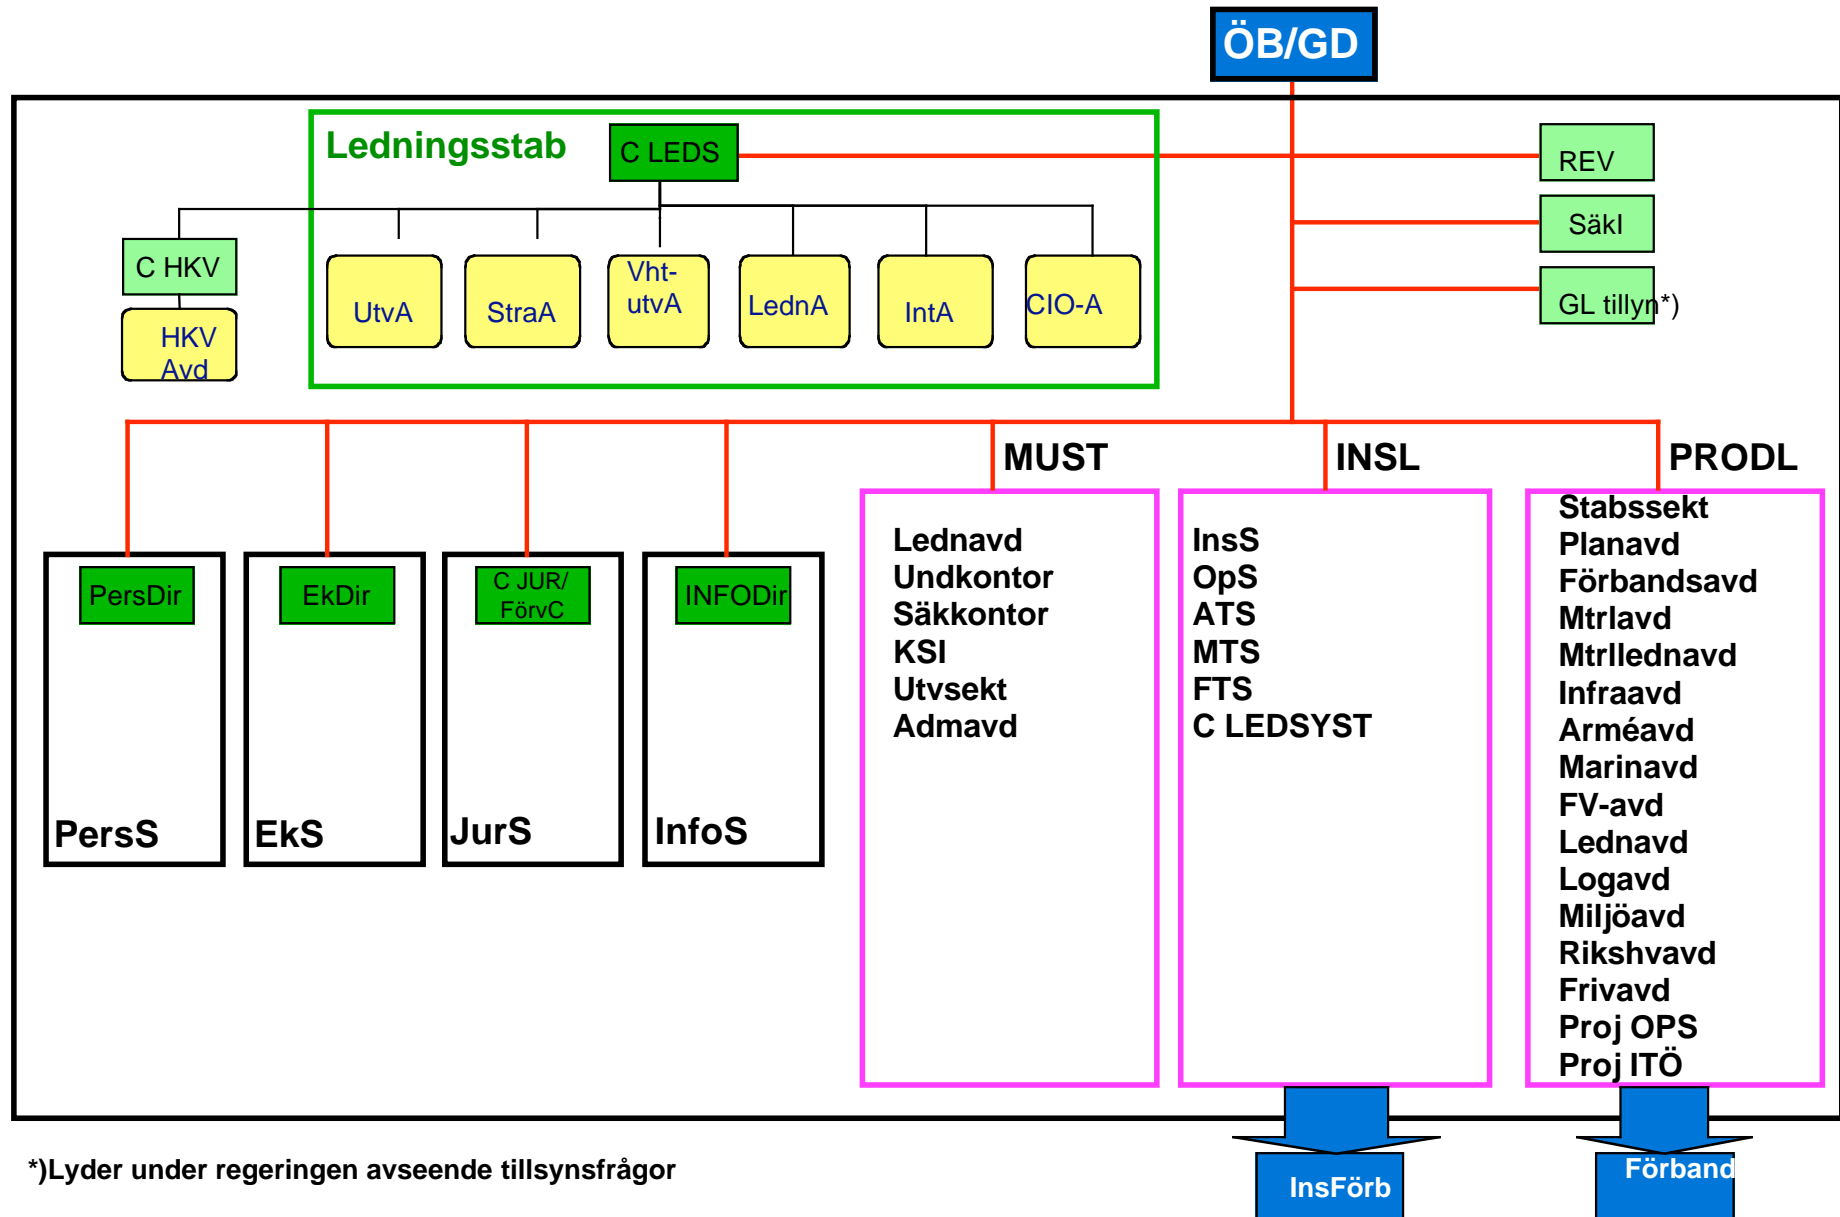 ÖB/GD
Ledningsstab
C LEDS
REV
SäkI
GL tillyn*)
C HKV
HKV
Avd
UtvA
StraA
Vht-
utvA
LednA
IntA
CIO-A
MUST
INSL
PRODL
PersDir
PersS
EkDir
EkS
C JUR/
FörvC
JurS
INFODir
InfoS
Lednavd
Undkontor
Säkkontor
KSI
Utvsekt
Admavd
InsS
OpS
ATS
MTS
FTS
C LEDSYST
Stabssekt
Planavd
Förbandsavd
Mtrlavd
Mtrllednavd
Infraavd
Arméavd
Marinavd
FV-avd
Lednavd
Logavd
Miljöavd
Rikshvavd
Frivavd
Proj OPS
Proj ITÖ
InsFörb
Förband
*)Lyder under regeringen avseende tillsynsfrågor